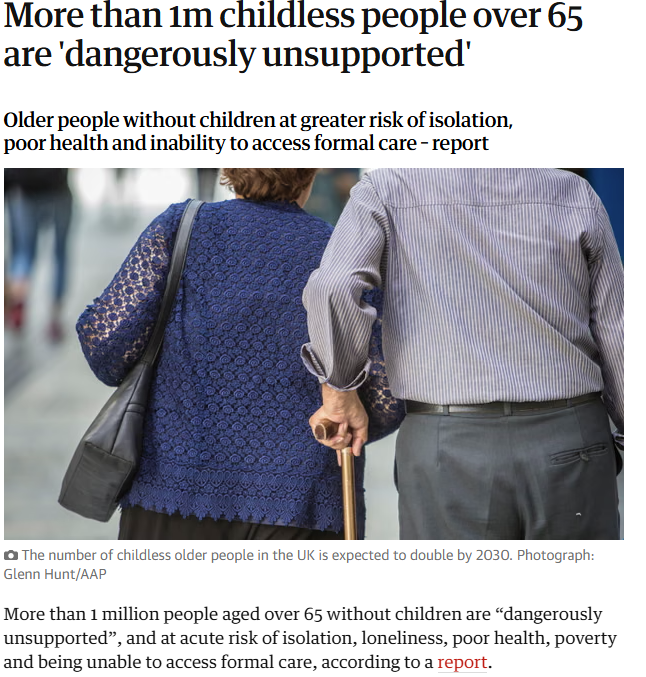 More than 1m childless people over 65
are 'dangerously unsupported'
Older people without children at greater risk of isolation,
poor health and inability to access formal care – report
The number of childless older people in the UK is expected to double by 2030. Photograph:
Glenn Hunt/AAP
More than 1 million people aged over 65 without children are “dangerously
unsupported”, and at acute risk of isolation, loneliness, poor health, poverty
and being unable to access formal care, according to a report.